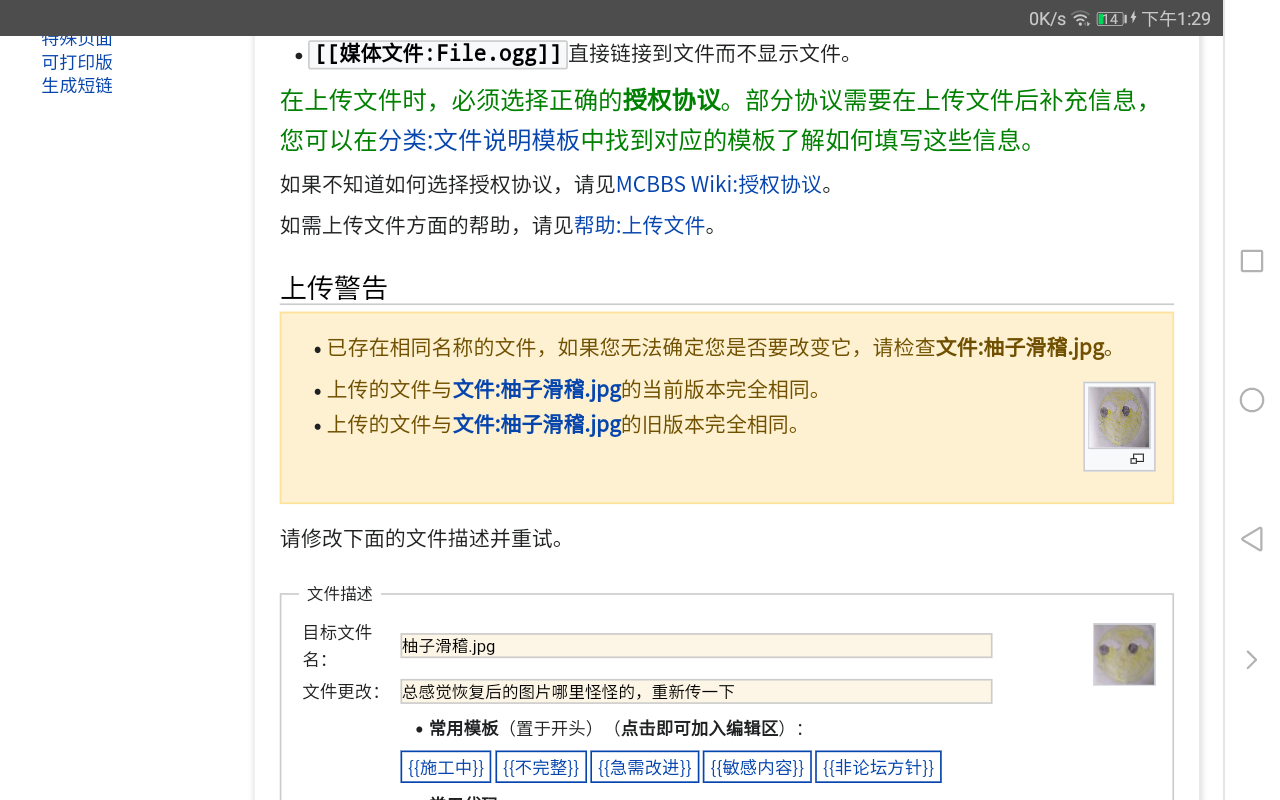 0K/s 14 下午1:29
特殊页面
可打印版
生成短链
• [[媒体文件:File.ogg]]直接链接到文件而不显示文件。
在上传文件时，必须选择正确的授权协议。部分协议需要在上传文件后补充信息，
您可以在分类:文件说明模板中找到对应的模板了解如何填写这些信息。
如果不知道如何选择授权协议，请见MCBBS Wiki:授权协议。
如需上传文件方面的帮助，请见帮助:上传文件。
上传警告
• 已存在相同名称的文件，如果您无法确定您是否要改变它，请检查文件:柚子滑稽.jpg。
• 上传的文件与文件:柚子滑稽.jpg的当前版本完全相同。
• 上传的文件与文件:柚子滑稽.jpg的旧版本完全相同。
请修改下面的文件描述并重试。
文件描述
目标文件
名：
柚子滑稽.jpg
文件更改： 总感觉恢复后的图片哪里怪怪的，重新传一下
• 常用模板（置于开头）（点击即可加入编辑区）：
{{施工中}} {{不完整}} {{急需改进}} {{敏感内容}} {{非论坛方针}}